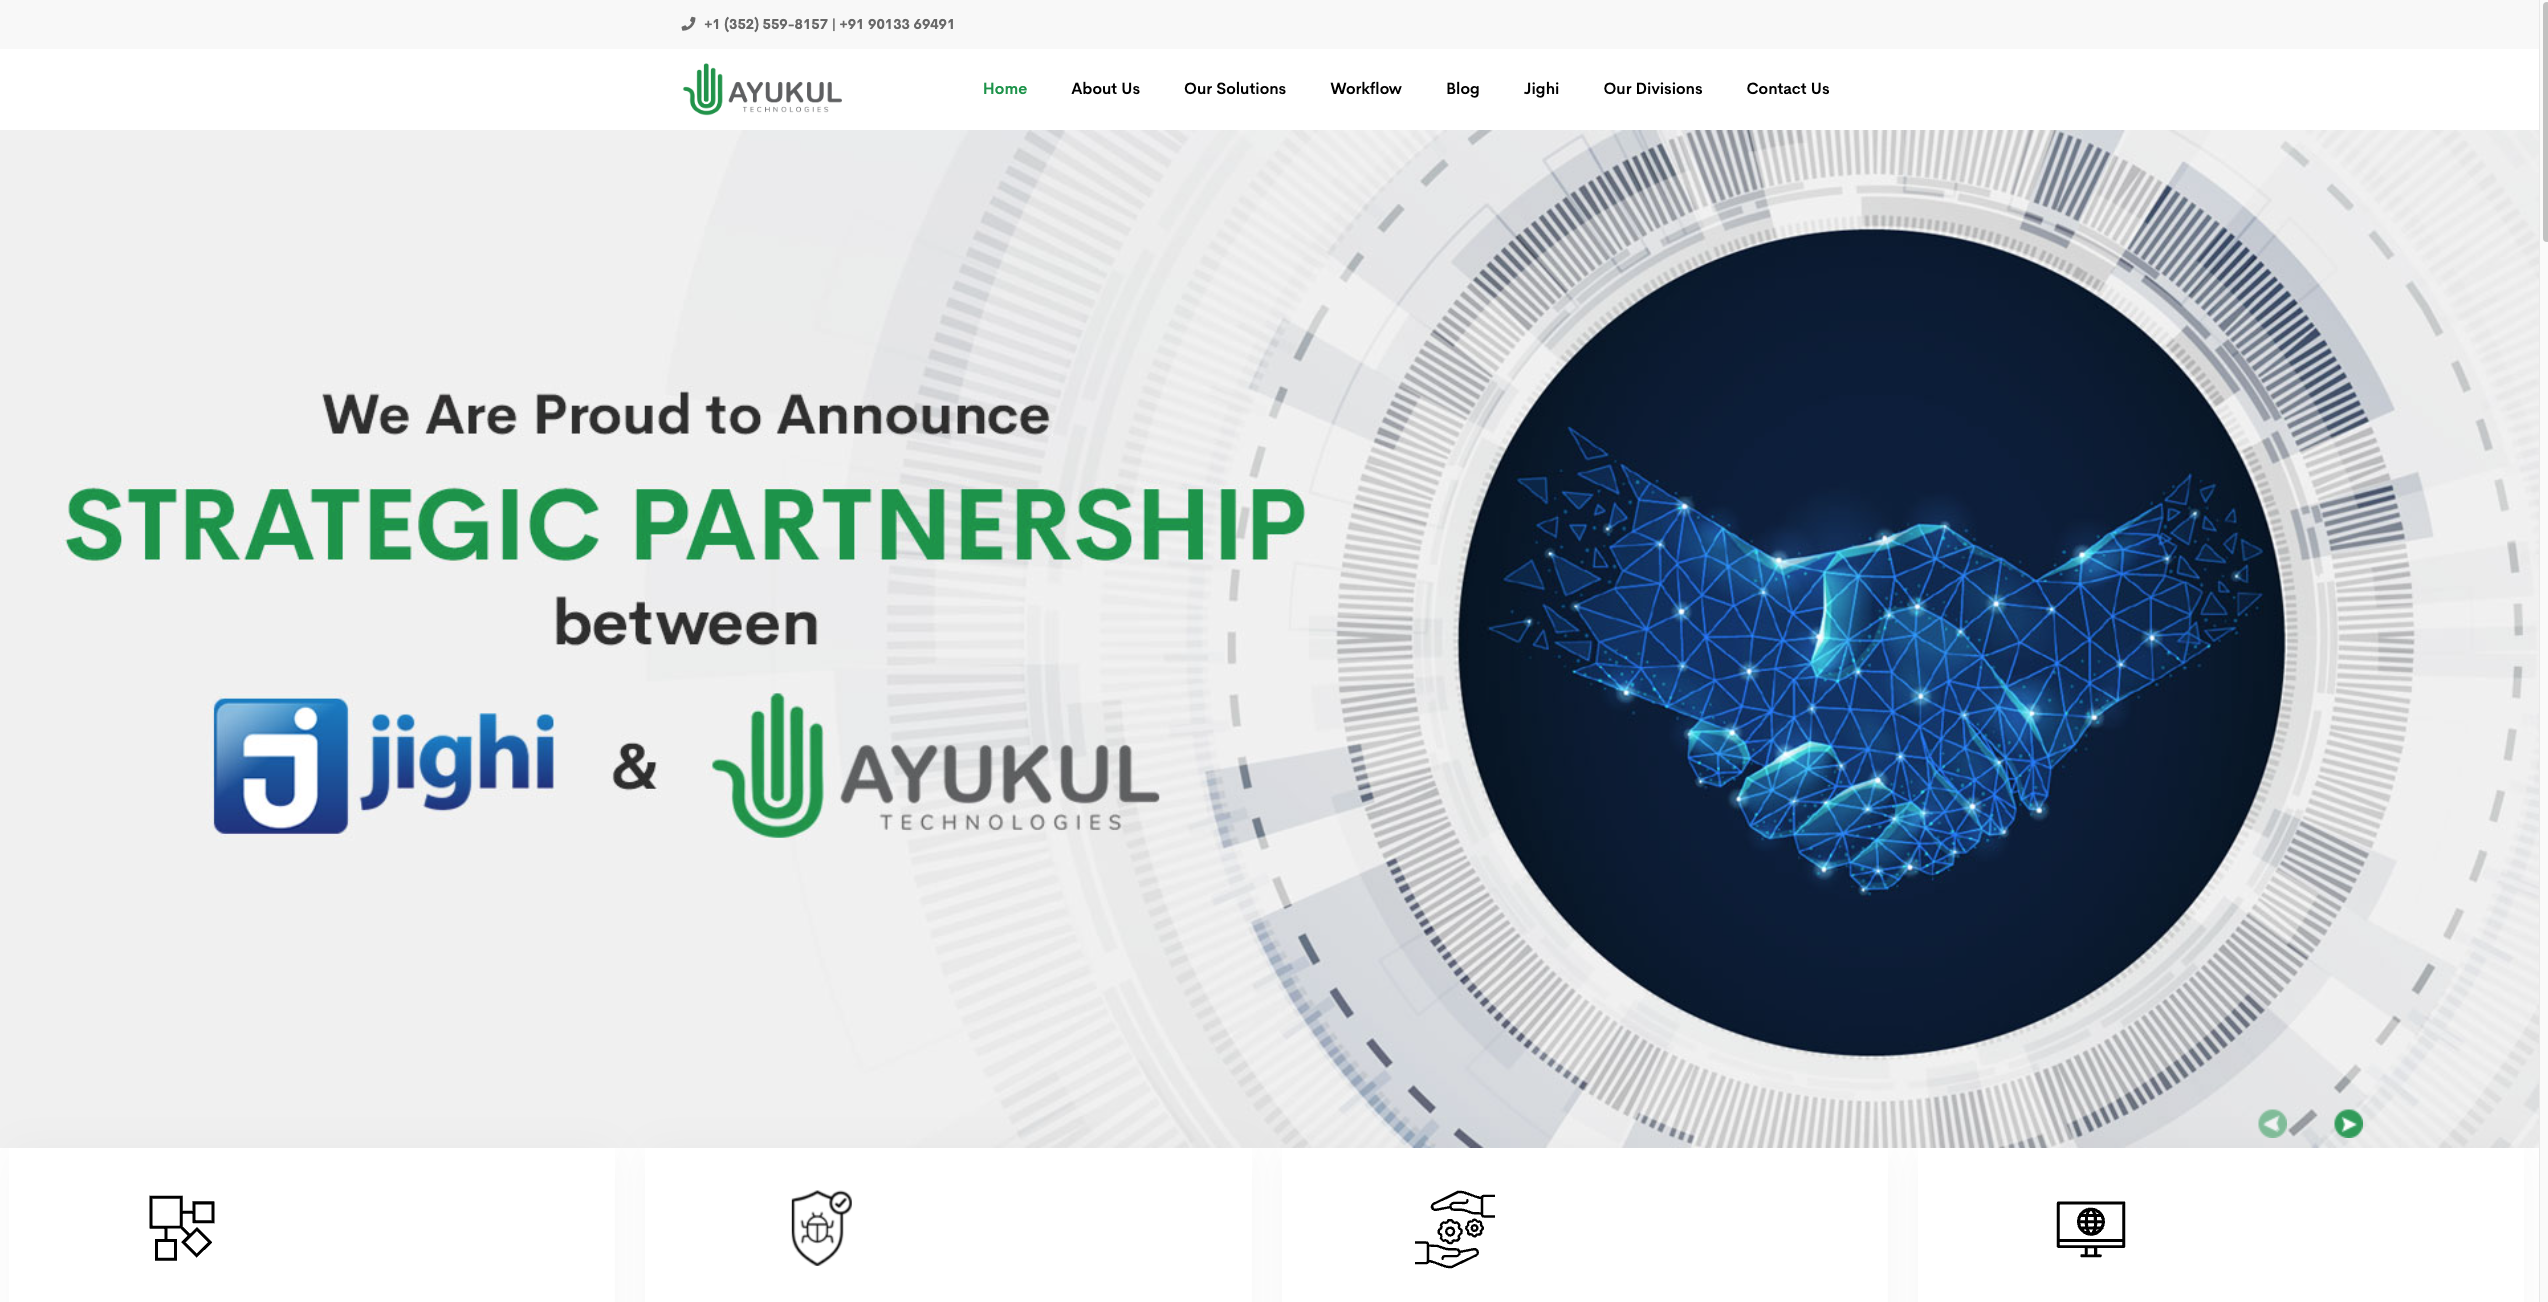 +1 (352) 559-8157 | +91 90133 69491
AYUKUL
TECHNOLOGIES
Home About Us Our Solutions Workflow Blog Jighi Our Divisions Contact Us
We Are Proud to Announce
STRATEGIC PARTNERSHIP
between
jighi & AYUKUL
TECHNOLOGIES